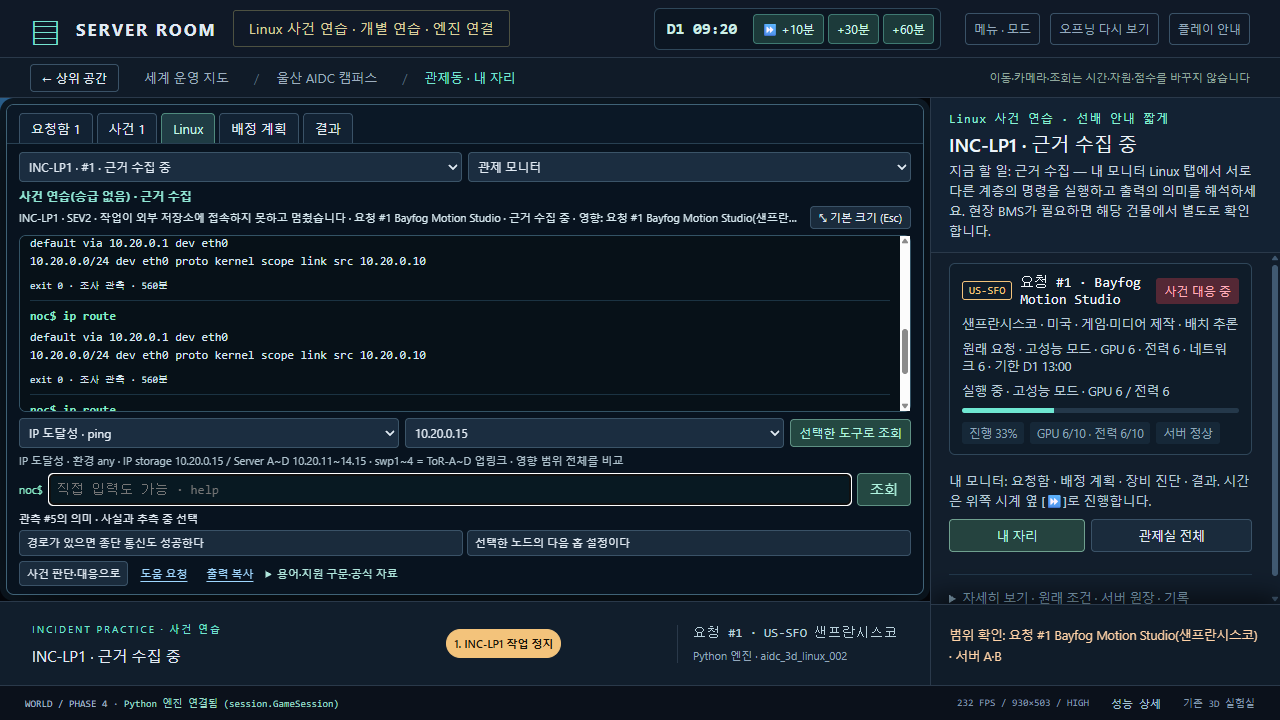 SERVER ROOM
Linux 사건 연습 · 개별 연습 · 엔진 연결
D1 09:20
⏩ +10분
+30분
+60분
메뉴 · 모드
오프닝 다시 보기
플레이 안내
← 상위 공간
세계 운영 지도 / 울산 AIDC 캠퍼스 / 관제동 · 내 자리
이동·카메라·조회는 시간·자원·점수를 바꾸지 않습니다
요청함 1
사건 1
Linux
배정 계획
결과
INC-LP1 · #1 · 근거 수집 중
관제 모니터
사건 연습(승급 없음) · 근거 수집
INC-LP1 · SEV2 · 작업이 외부 저장소에 접속하지 못하고 멈췄습니다 · 요청 #1 Bayfog Motion Studio · 근거 수집 중 · 영향: 요청 #1 Bayfog Motion Studio(샌프란...
⤡ 기본 크기 (Esc)
default via 10.20.0.1 dev eth0
10.20.0.0/24 dev eth0 proto kernel scope link src 10.20.0.10
exit 0 · 조사 관측 · 560분
noc$ ip route
default via 10.20.0.1 dev eth0
10.20.0.0/24 dev eth0 proto kernel scope link src 10.20.0.10
exit 0 · 조사 관측 · 560분
noc$ ip route
IP 도달성 · ping
10.20.0.15
선택한 도구로 조회
IP 도달성 · 환경 any · IP storage 10.20.0.15 / Server A~D 10.20.11~14.15 · swp1~4 = ToR-A~D 업링크 · 영향 범위 전체를 비교
noc$
직접 입력도 가능 · help
조회
관측 #5의 의미 · 사실과 추측 중 선택
경로가 있으면 종단 통신도 성공한다
선택한 노드의 다음 홉 설정이다
사건 판단·대응으로
도움 요청
출력 복사
▶ 용어·지원 구문·공식 자료
Linux 사건 연습 · 선배 안내 짧게
INC-LP1 · 근거 수집 중
지금 할 일: 근거 수집 — 내 모니터 Linux 탭에서 서로
다른 계층의 명령을 실행하고 출력의 의미를 해석하세
요. 현장 BMS가 필요하면 해당 건물에서 별도로 확인
합니다.
US-SFO
요청 #1 · Bayfog
Motion Studio
사건 대응 중
샌프란시스코 · 미국 · 게임·미디어 제작 · 배치 추론
원래 요청 · 고성능 모드 · GPU 6 · 전력 6 · 네트워
크 6 · 기한 D1 13:00
실행 중 · 고성능 모드 · GPU 6 / 전력 6
진행 33%
GPU 6/10 · 전력 6/10
서버 정상
내 모니터: 요청함 · 배정 계획 · 장비 진단 · 결과. 시간
은 위쪽 시계 옆 [⏩]로 진행합니다.
내 자리
관제실 전체
▶ 자세히 보기 · 원래 조건 · 서버 원장 · 기록
INCIDENT PRACTICE · 사건 연습
INC-LP1 · 근거 수집 중
1. INC-LP1 작업 정지
요청 #1 · US-SFO 샌프란시스코
Python 엔진 · aidc_3d_linux_002
범위 확인: 요청 #1 Bayfog Motion Studio(샌프란시스코)
· 서버 A·B
WORLD / PHASE 4 · Python 엔진 연결됨 (session.GameSession)
232 FPS / 930×503 / HIGH
성능 상세
기존 3D 실험실